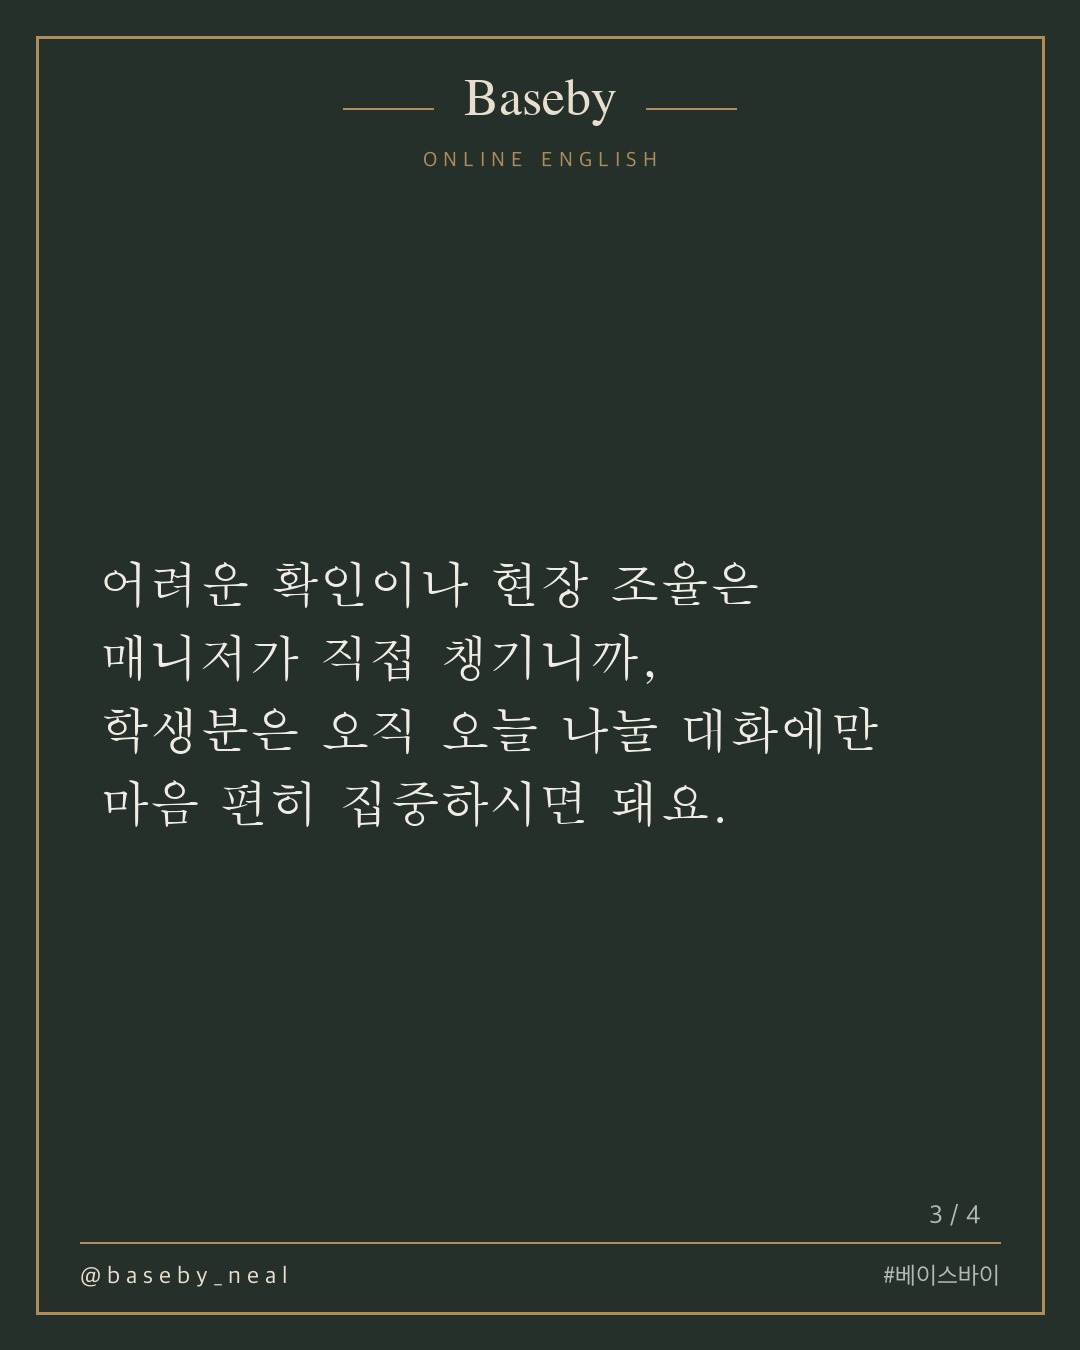 Baseby
ONLINE ENGLISH
어려운 확인이나 현장 조율은
매니저가 직접 챙기니까,
학생분은 오직 오늘 나눌 대화에만
마음 편히 집중하시면 돼요.
3 / 4
@baseby_neal
#베이스바이